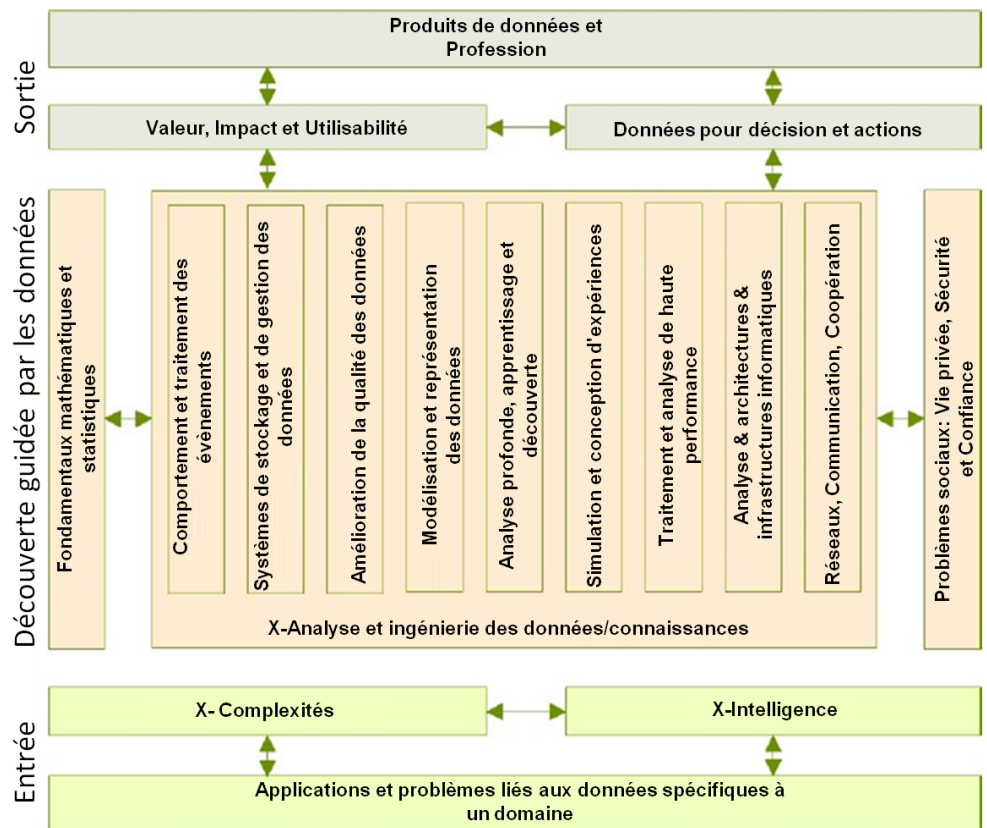 Produits de données et
Profession
Sortie
Valeur, Impact et Utilisabilité
Données pour décision et actions
Découverte guidée par les données
Fondamentaux mathématiques et
statistiques
Comportement et traitement des
évènements
Systèmes de stockage et de gestion des
données
Amélioration de la qualité des données
Modélisation et représentation
des données
Analyse profonde, apprentissage et
découverte
Simulation et conception d'expériences
Traitement et analyse de haute
performance
Analyse & architectures &
infrastructures informatiques
Réseaux, Communication, Coopération
Problèmes sociaux: Vie privée, Sécurité
et Confiance
X-Analyse et ingénierie des données/connaissances
Entrée
X- Complexités
X-Intelligence
Applications et problèmes liés aux données spécifiques à
un domaine